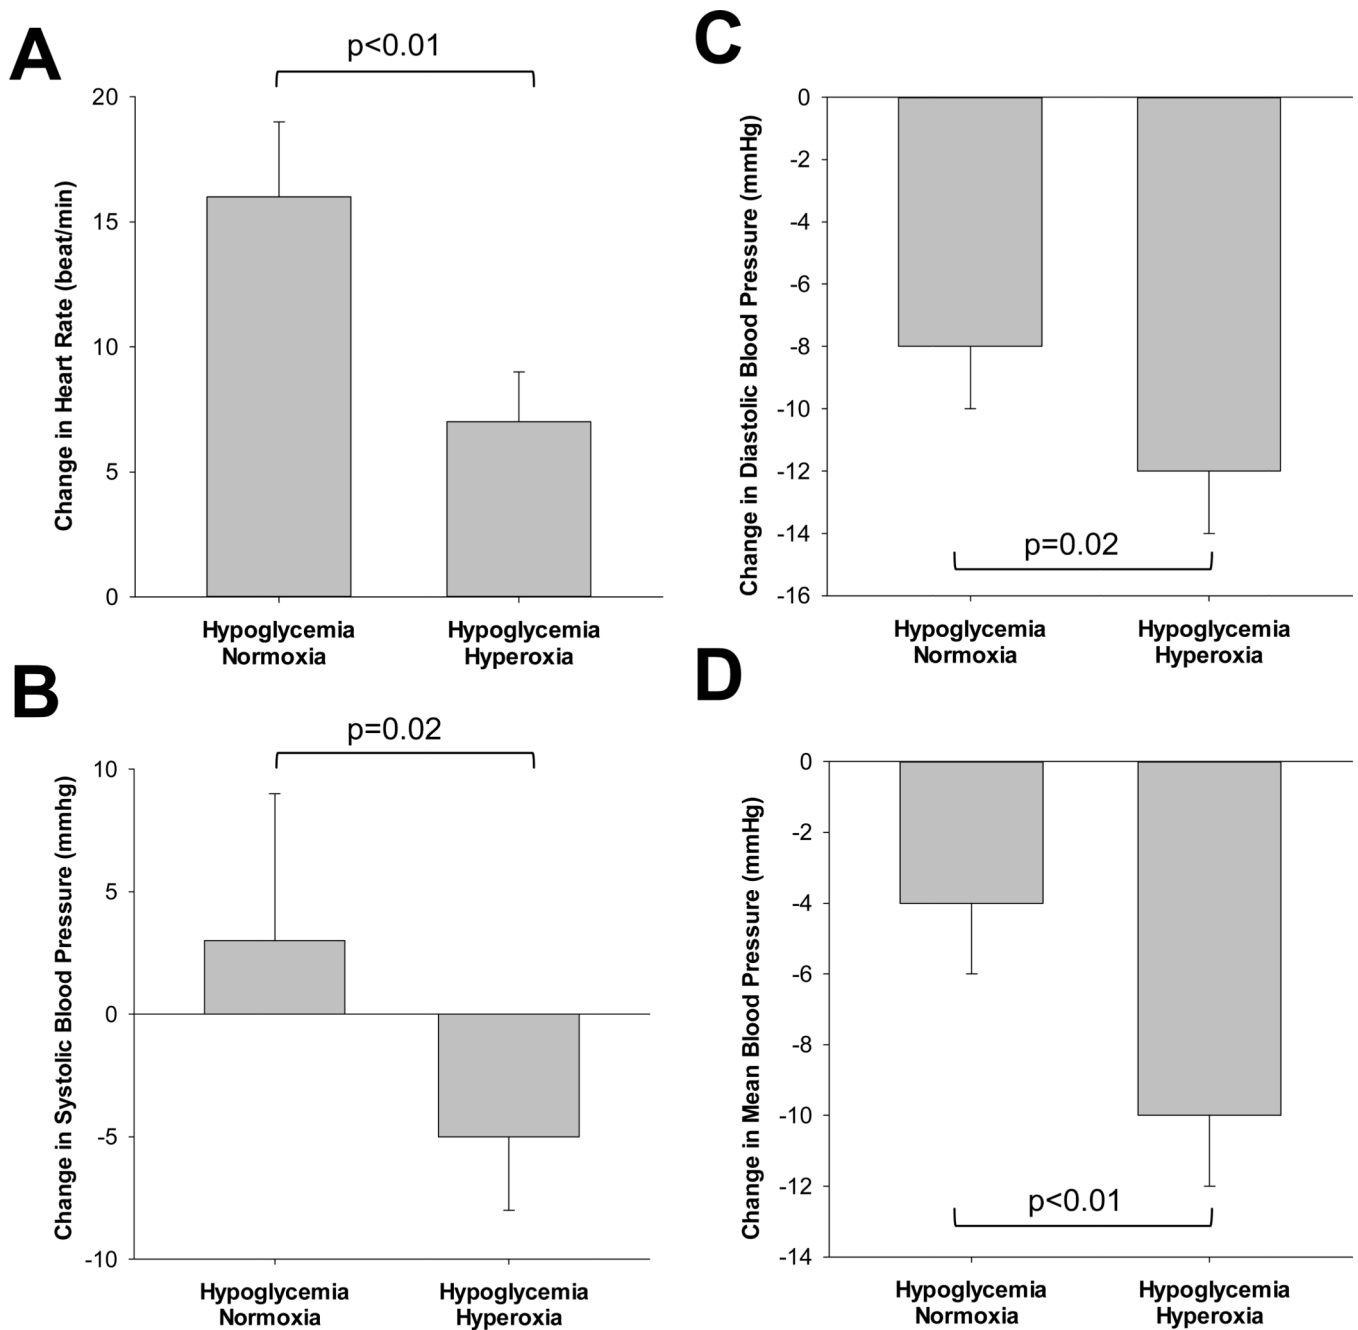 A
p<0.01
Change in Heart Rate (beat/min)
20
15
10
5
0
Hypoglycemia
Normoxia
Hypoglycemia
Hyperoxia
B
p=0.02
Change in Systolic Blood Pressure (mmhg)
10
5
0
-5
-10
Hypoglycemia
Normoxia
Hypoglycemia
Hyperoxia
C
Change in Diastolic Blood Pressure (mmHg)
0
-2
-4
-6
-8
-10
-12
-14
-16
p=0.02
Hypoglycemia
Normoxia
Hypoglycemia
Hyperoxia
D
Change in Mean Blood Pressure (mmHg)
0
-2
-4
-6
-8
-10
-12
-14
p<0.01
Hypoglycemia
Normoxia
Hypoglycemia
Hyperoxia